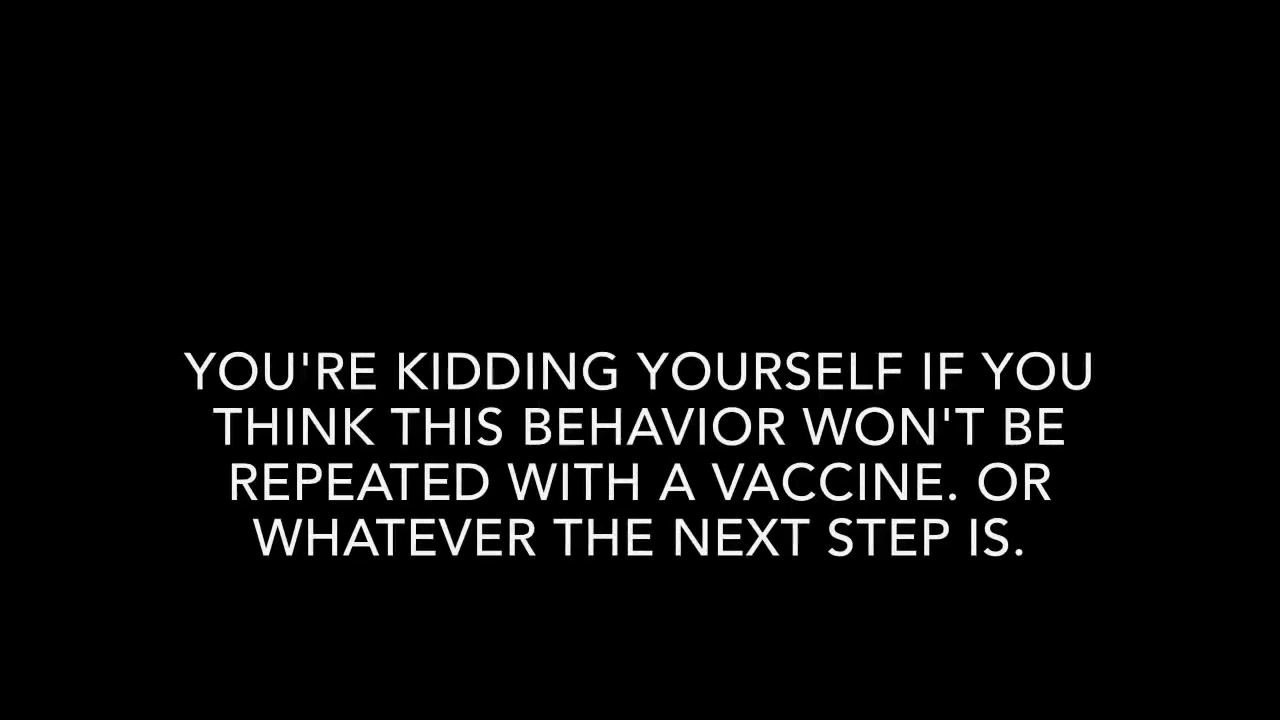 YOU'RE KIDDING YOURSELF IF YOU
THINK THIS BEHAVIOR WON'T BE
REPEATED WITH A VACCINE. OR
WHATEVER THE NEXT STEP IS.